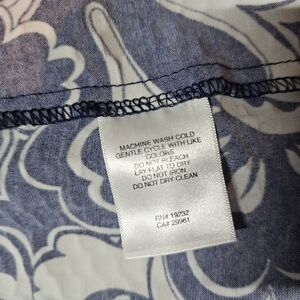 MACHINE WASH COLD
GENTLE CYCLE WITH LIKE
COLORS
DO NOT BLEACH
LAY FLAT TO DRY
DO NOT IRON
DO NOT DRY CLEAN
RN# 19232
CA# 28981